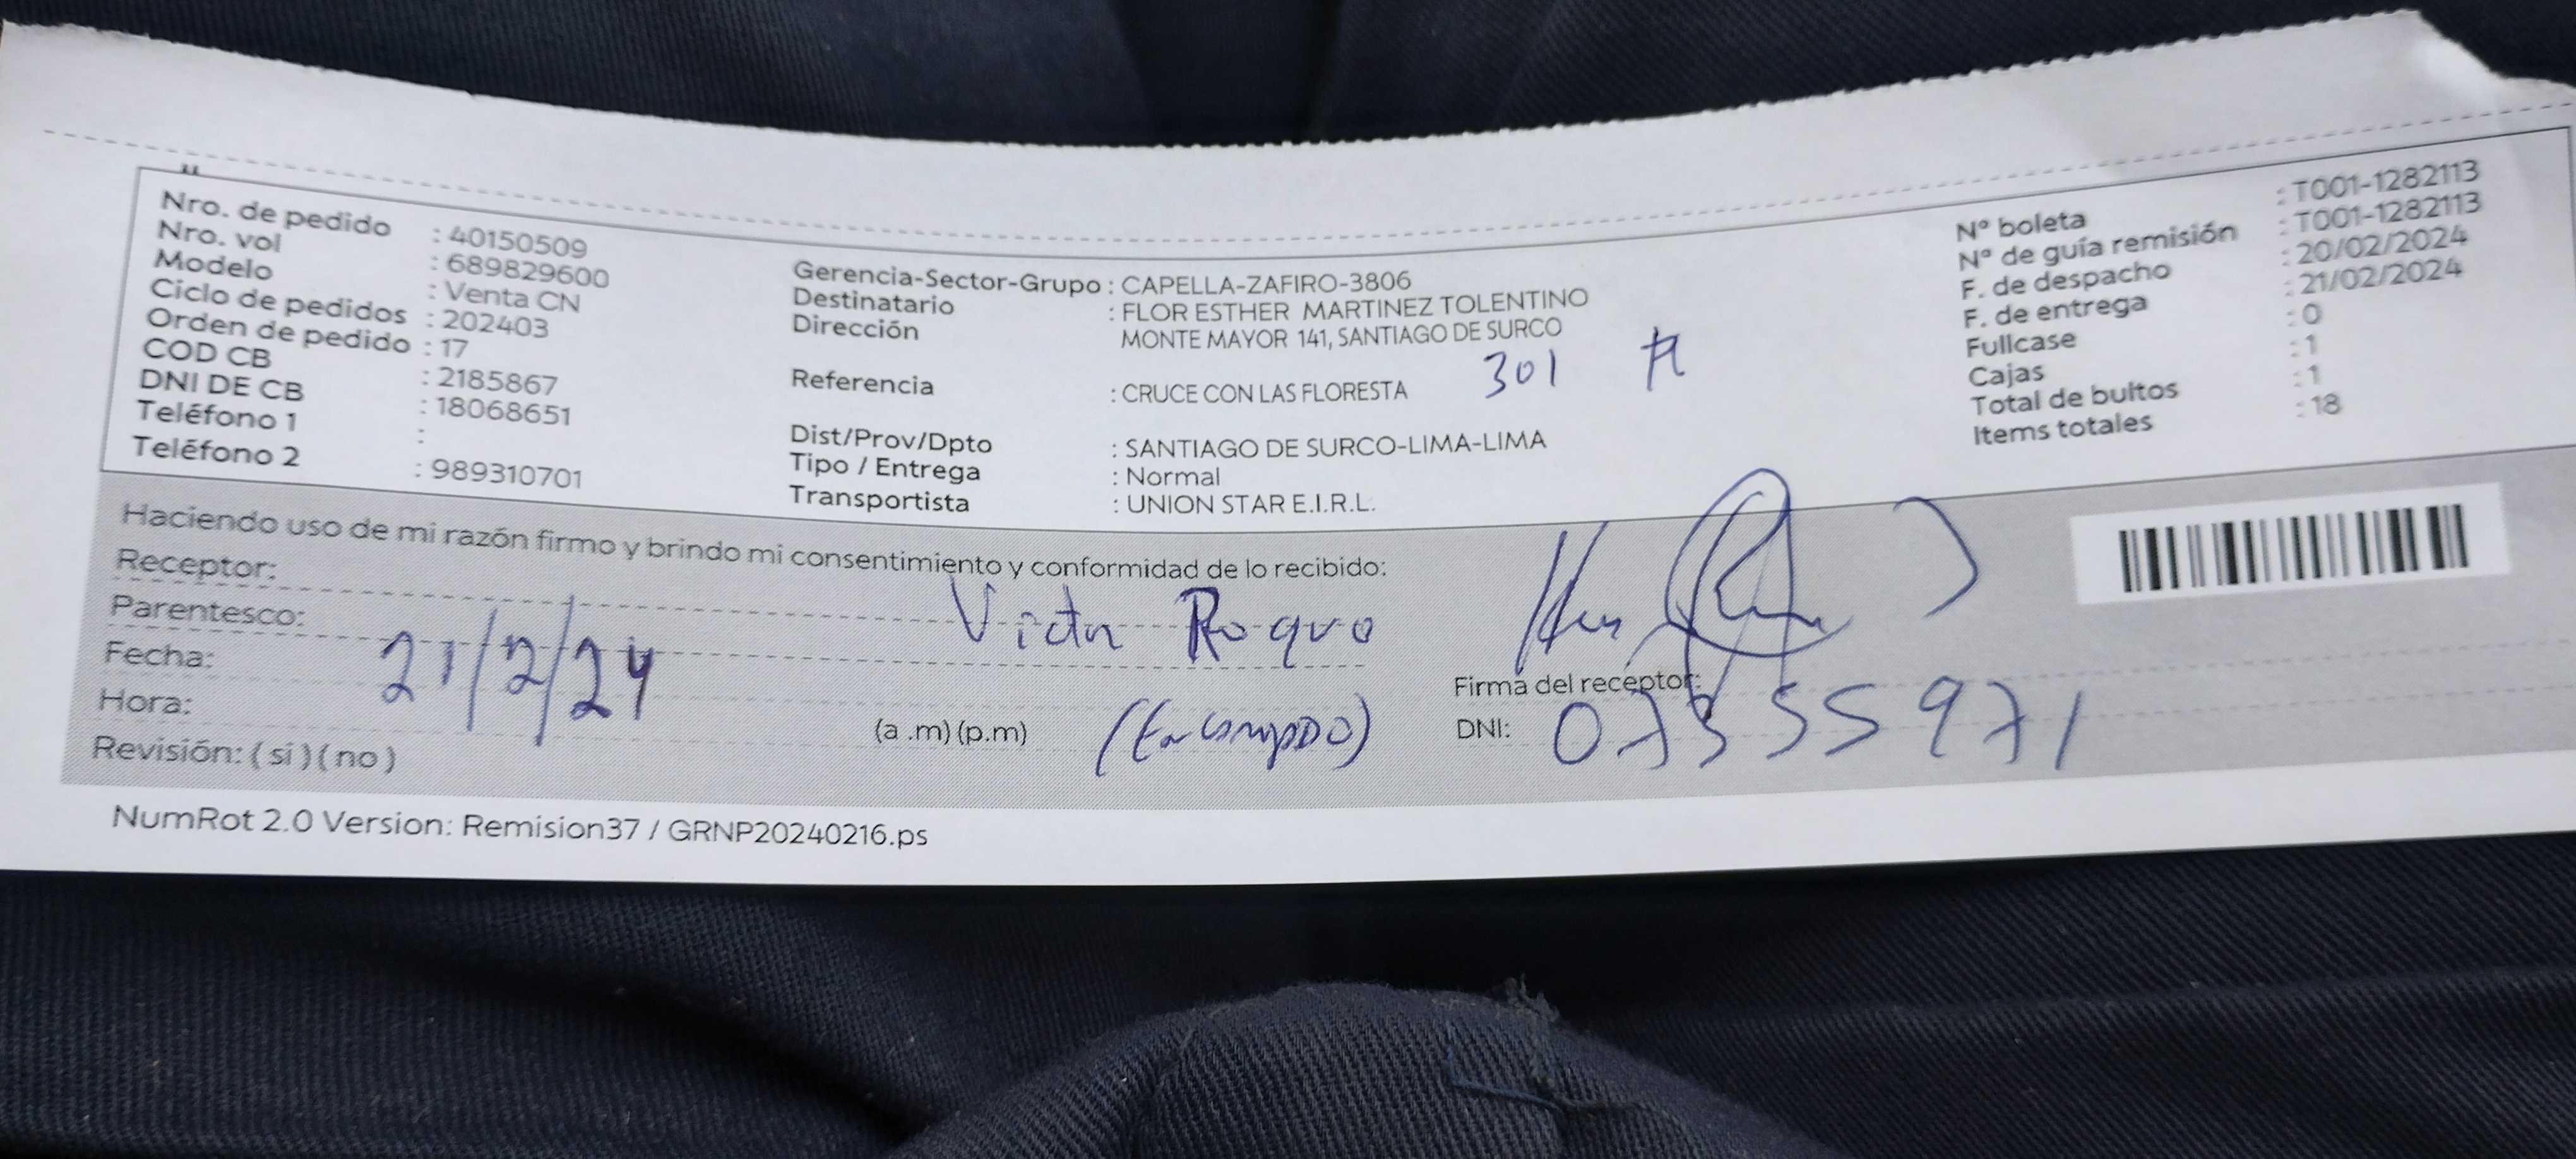 Nro. de pedido : 40150509
Nro. vol : 689829600
Modelo : Venta CN
Ciclo de pedidos : 202403
Orden de pedido : 17
COD CB : 2185867
DNI DE CB : 18068651
Teléfono 1 :
Teléfono 2 : 989310701
Gerencia-Sector-Grupo : CAPELLA-ZAFIRO-3806
Destinatario : FLOR ESTHER MARTINEZ TOLENTINO
Dirección MONTE MAYOR 141, SANTIAGO DE SURCO
301
Referencia : CRUCE CON LAS FLORESTA
Dist/Prov/Dpto : SANTIAGO DE SURCO-LIMA-LIMA
Tipo / Entrega : Normal
Transportista : UNION STAR E.I.R.L.
N° boleta : T001-1282113
N° de guía remisión : T001-1282113
F. de despacho : 20/02/2024
F. de entrega : 21/02/2024
Fullcase : 0
Cajas : 1
Total de bultos : 1
Items totales : 18
Haciendo uso de mi razón firmo y brindo mi consentimiento y conformidad de lo recibido:
Receptor:
Parentesco: Victor Roque
Fecha: 21/2/24
Firma del receptor:
Hora: (a .m) (p.m)
DNI: 07355971
Revisión: ( si ) ( no )
NumRot 2.0 Version: Remision37 / GRNP20240216.ps